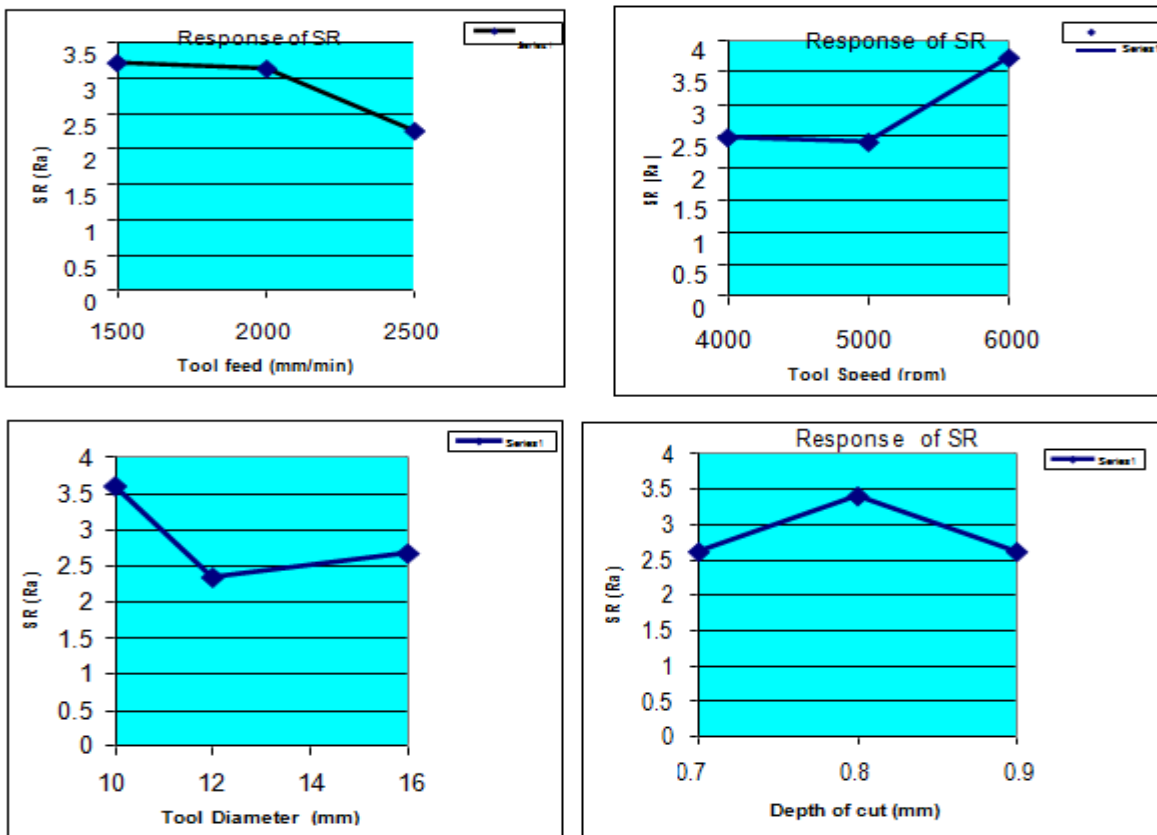 Response of SR
Series1
3.5
3
2.5
2
1.5
1
0.5
0
SR (Ra)
1500 2000 2500
Tool feed (mm/min)
Response of SR
Series1
4
3.5
3
2.5
2
1.5
1
0.5
0
SR (Ra)
4000 5000 6000
Tool Speed (rpm)
Series1
4
3.5
3
2.5
2
1.5
1
0.5
0
SR (Ra)
10 12 14 16
Tool Diameter (mm)
Response of SR
Series1
4
3.5
3
2.5
2
1.5
1
0.5
0
SR (Ra)
0.7 0.8 0.9
Depth of cut (mm)